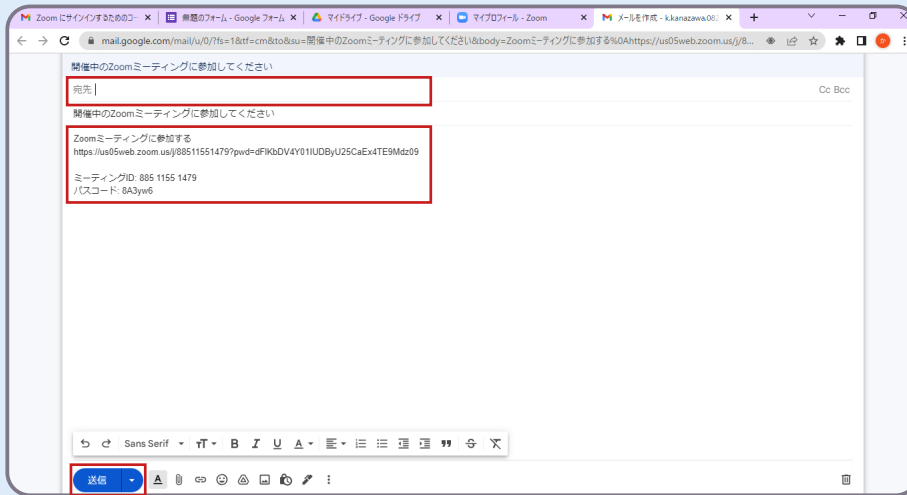 Zoom にサインインするためのコー
無題のフォーム - Google フォーム
マイドライブ - Google ドライブ
マイプロフィール - Zoom
メールを作成 - k.kanazawa.082
mail.google.com/mail/u/0/?fs=1&tf=cm&to&su=開催中のZoomミーティングに参加してください&body=Zoomミーティングに参加する%0Ahttps://us05web.zoom.us/j/8...
か
開催中のZoomミーティングに参加してください
宛先
Cc Bcc
開催中のZoomミーティングに参加してください
Zoomミーティングに参加する
https://us05web.zoom.us/j/88511551479?pwd=dFlKbDV4Y01IUDByU25CaEx4TE9Mdz09
ミーティングID: 885 1155 1479
パスコード: 8A3yw6
Sans Serif
送信